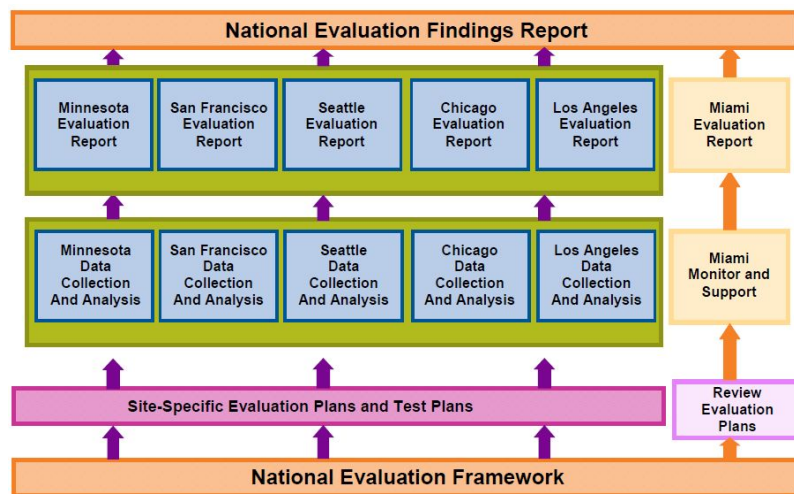 National Evaluation Findings Report
Minnesota
Evaluation
Report
San Francisco
Evaluation
Report
Seattle
Evaluation
Report
Chicago
Evaluation
Report
Los Angeles
Evaluation
Report
Miami
Evaluation
Report
Minnesota
Data
Collection
And Analysis
San Francisco
Data
Collection
And Analysis
Seattle
Data
Collection
And Analysis
Chicago
Data
Collection
And Analysis
Los Angeles
Data
Collection
And Analysis
Miami
Monitor and
Support
Site-Specific Evaluation Plans and Test Plans
Review
Evaluation
Plans
National Evaluation Framework